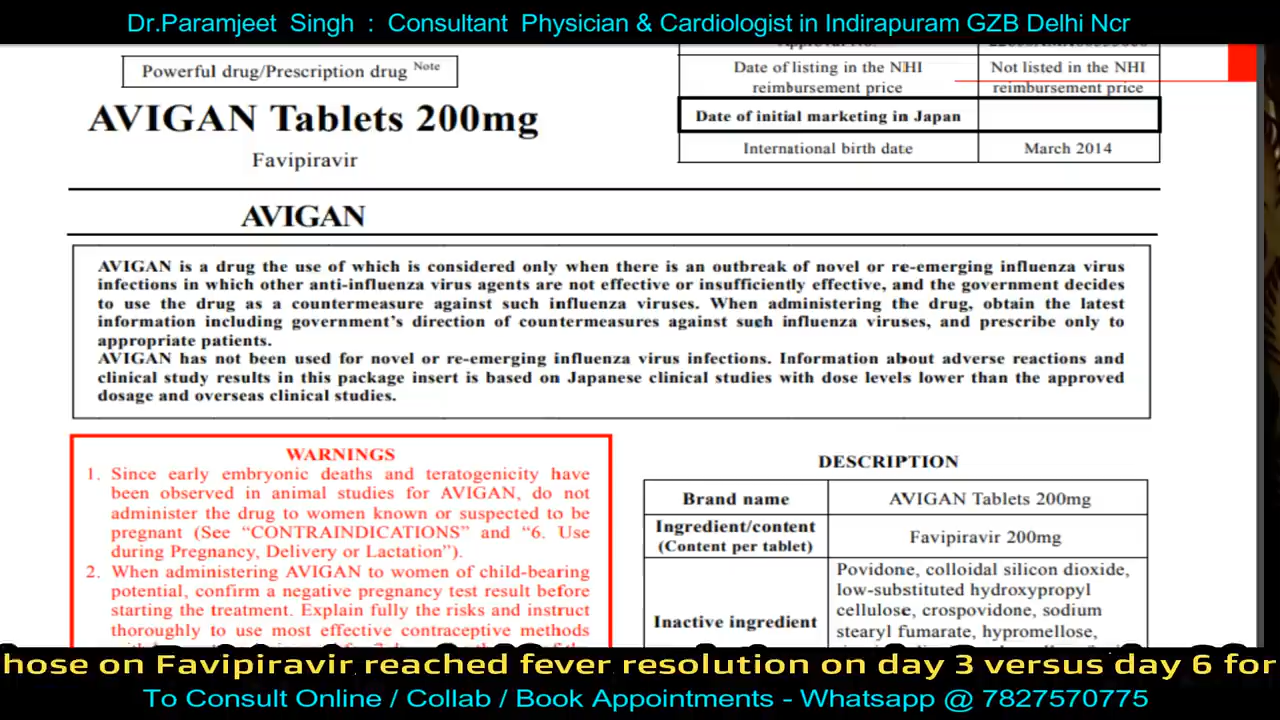 Dr.Paramjeet Singh : Consultant Physician & Cardiologist in Indirapuram GZB Delhi Ncr
Approval No.
Powerful drug/Prescription drug Note
Date of listing in the NHI reimbursement price
Not listed in the NHI reimbursement price
AVIGAN Tablets 200mg
Date of initial marketing in Japan
Favipiravir
International birth date
March 2014
AVIGAN
AVIGAN is a drug the use of which is considered only when there is an outbreak of novel or re-emerging influenza virus
infections in which other anti-influenza virus agents are not effective or insufficiently effective, and the government decides
to use the drug as a countermeasure against such influenza viruses. When administering the drug, obtain the latest
information including government's direction of countermeasures against such influenza viruses, and prescribe only to
appropriate patients.
AVIGAN has not been used for novel or re-emerging influenza virus infections. Information about adverse reactions and
clinical study results in this package insert is based on Japanese clinical studies with dose levels lower than the approved
dosage and overseas clinical studies.
WARNINGS
1. Since early embryonic deaths and teratogenicity have
been observed in animal studies for AVIGAN, do not
administer the drug to women known or suspected to be
pregnant (See "CONTRAINDICATIONS" and "6. Use
during Pregnancy, Delivery or Lactation").
2. When administering AVIGAN to women of child-bearing
potential, confirm a negative pregnancy test result before
starting the treatment. Explain fully the risks and instruct
thoroughly to use most effective contraceptive methods
DESCRIPTION
Brand name
AVIGAN Tablets 200mg
Ingredient/content
(Content per tablet)
Favipiravir 200mg
Inactive ingredient
Povidone, colloidal silicon dioxide,
low-substituted hydroxypropyl
cellulose, crospovidone, sodium
stearyl fumarate, hypromellose,
hose on Favipiravir reached fever resolution on day 3 versus day 6 for
To Consult Online / Collab / Book Appointments - Whatsapp @ 7827570775